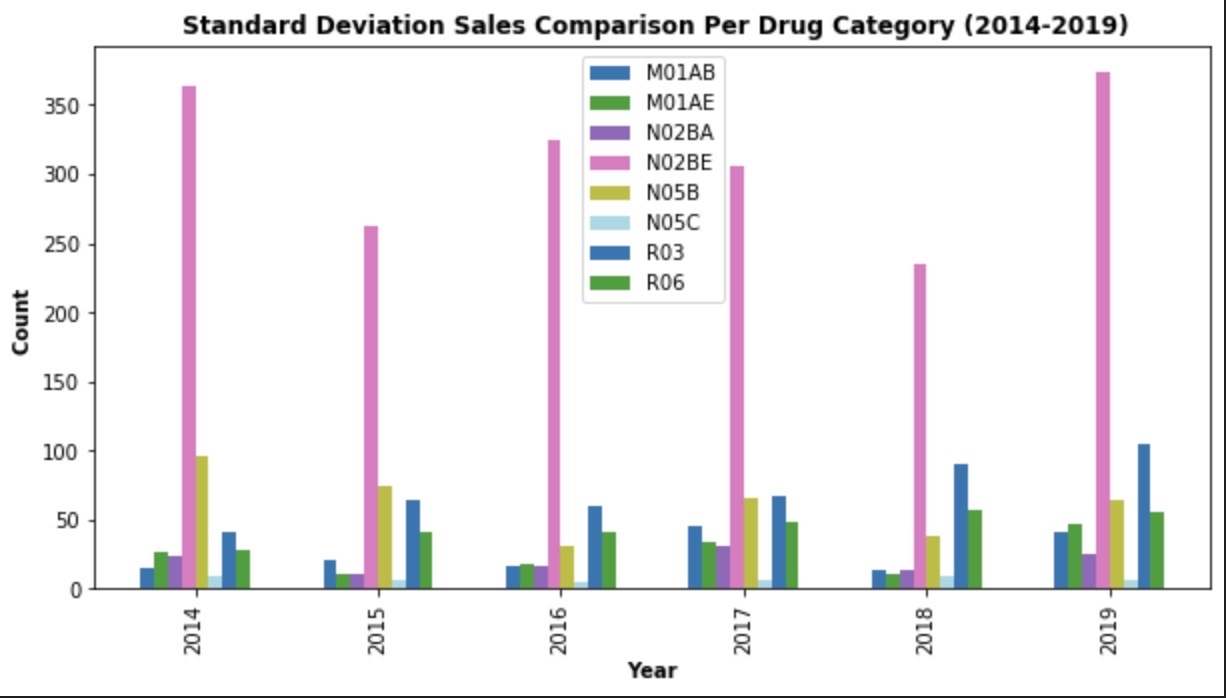 Standard Deviation Sales Comparison Per Drug Category (2014-2019)
M01AB
M01AE
N02BA
N02BE
N05B
N05C
R03
R06
350
300
250
200
150
100
50
0
Count
2014
2015
2016
2017
2018
2019
Year